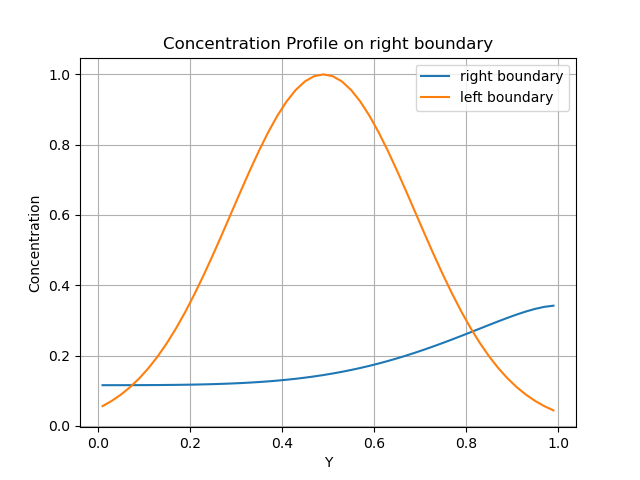 Concentration Profile on right boundary
right boundary
left boundary
Concentration
1.0
0.8
0.6
0.4
0.2
0.0
0.0 0.2 0.4 0.6 0.8 1.0
Y